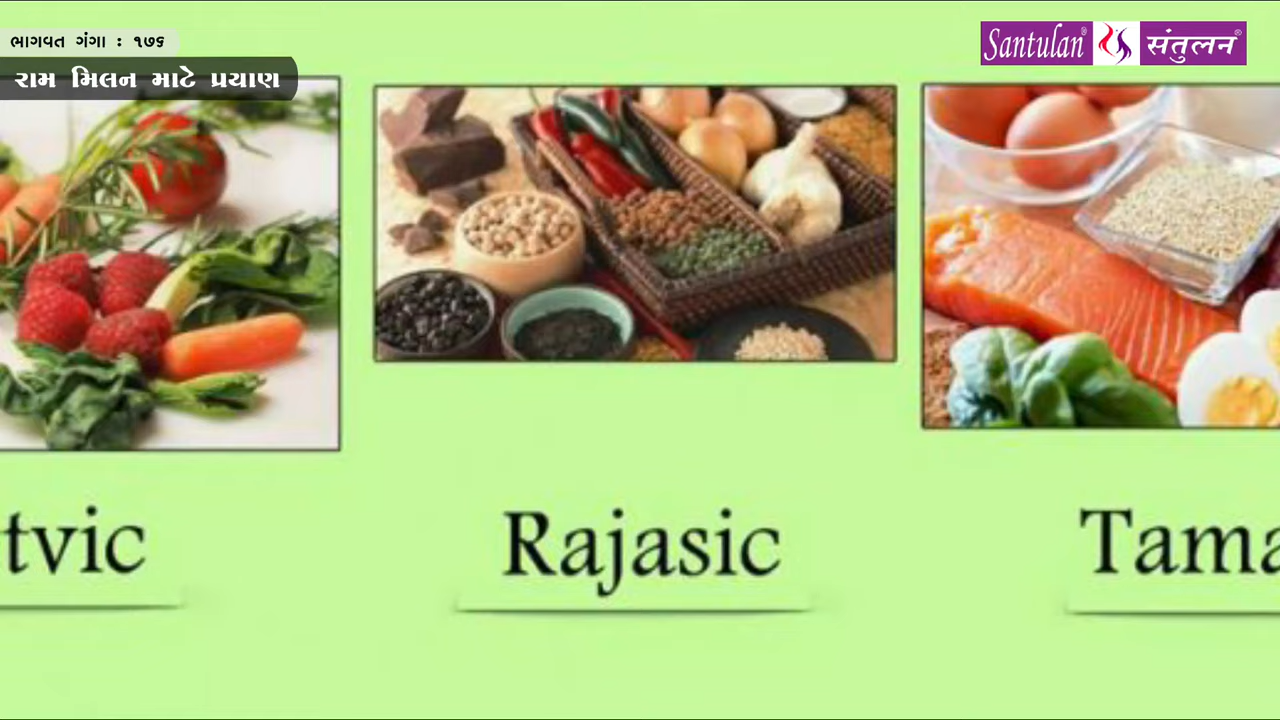 ભાગવત ગંગા : ૧૭૬
રામ મિલન માટે પ્રયાણ
Santulan® संतुलन®
tvic
Rajasic
Tama